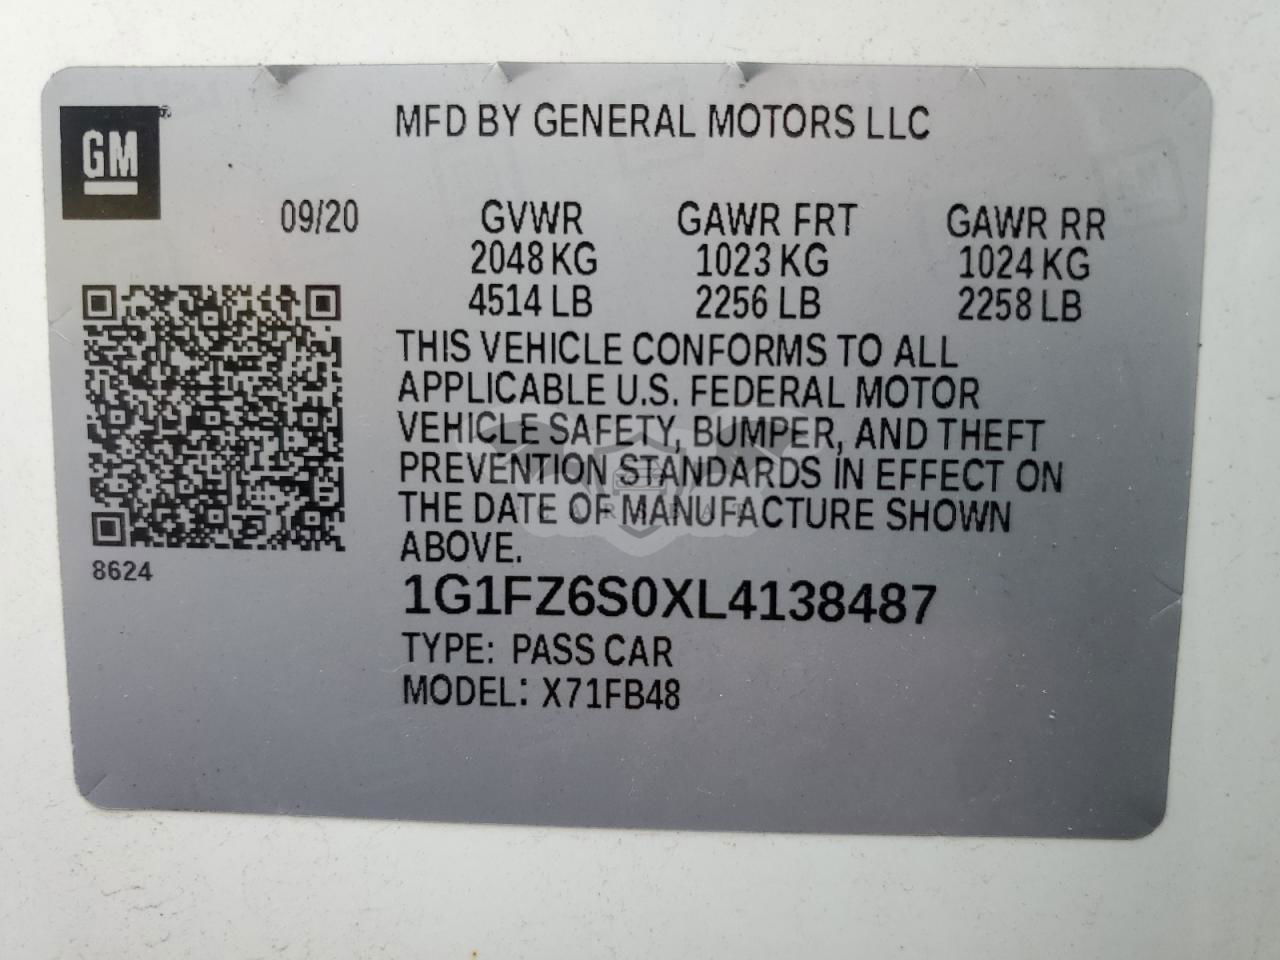 GM
MFD BY GENERAL MOTORS LLC
09/20 GVWR GAWR FRT GAWR RR
2048 KG 1023 KG 1024 KG
4514 LB 2256 LB 2258 LB
THIS VEHICLE CONFORMS TO ALL
APPLICABLE U.S. FEDERAL MOTOR
VEHICLE SAFETY, BUMPER, AND THEFT
PREVENTION STANDARDS IN EFFECT ON
THE DATE OF MANUFACTURE SHOWN
ABOVE.
8624
1G1FZ6S0XL4138487
TYPE: PASS CAR
MODEL: X71FB48